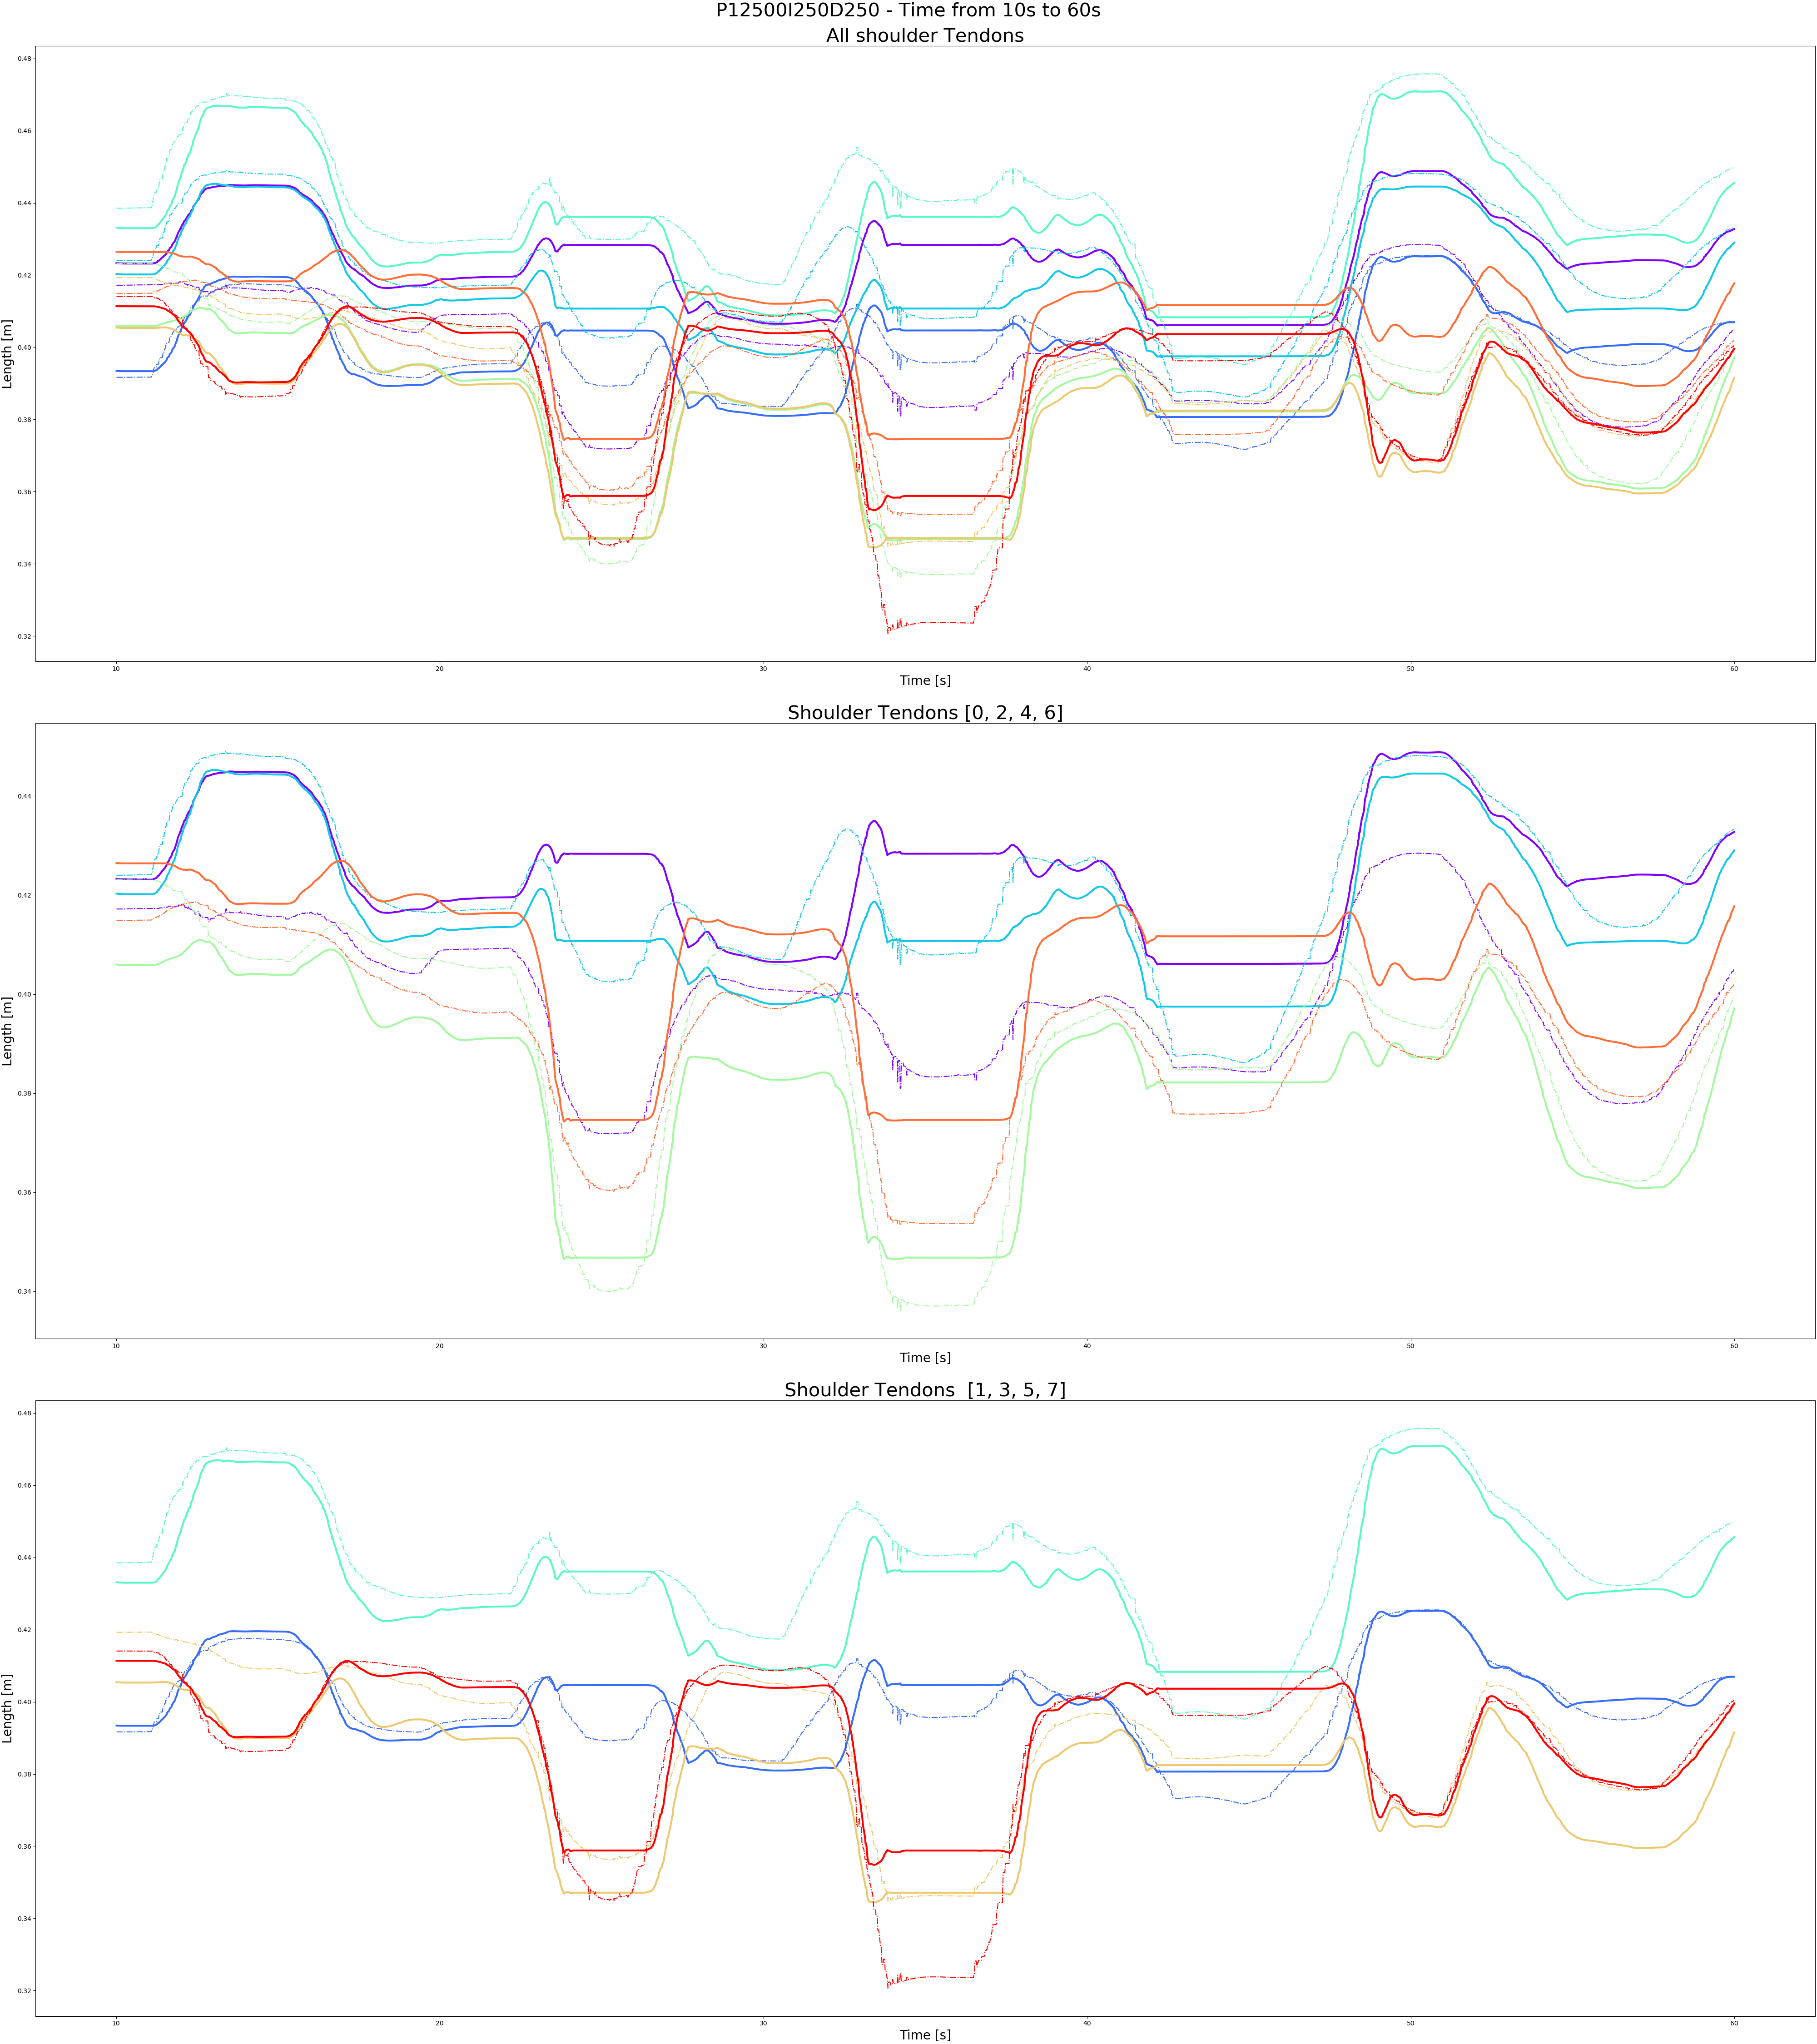 P12500I250D250 - Time from 10s to 60s
All shoulder Tendons
0.48
0.46
0.44
0.42
0.40
0.38
0.36
0.34
0.32
Length [m]
10 20 30 40 50 60
Time [s]
Shoulder Tendons [0, 2, 4, 6]
0.44
0.42
0.40
0.38
0.36
0.34
Length [m]
10 20 30 40 50 60
Time [s]
Shoulder Tendons [1, 3, 5, 7]
0.48
0.46
0.44
0.42
0.40
0.38
0.36
0.34
0.32
Length [m]
10 20 30 40 50 60
Time [s]